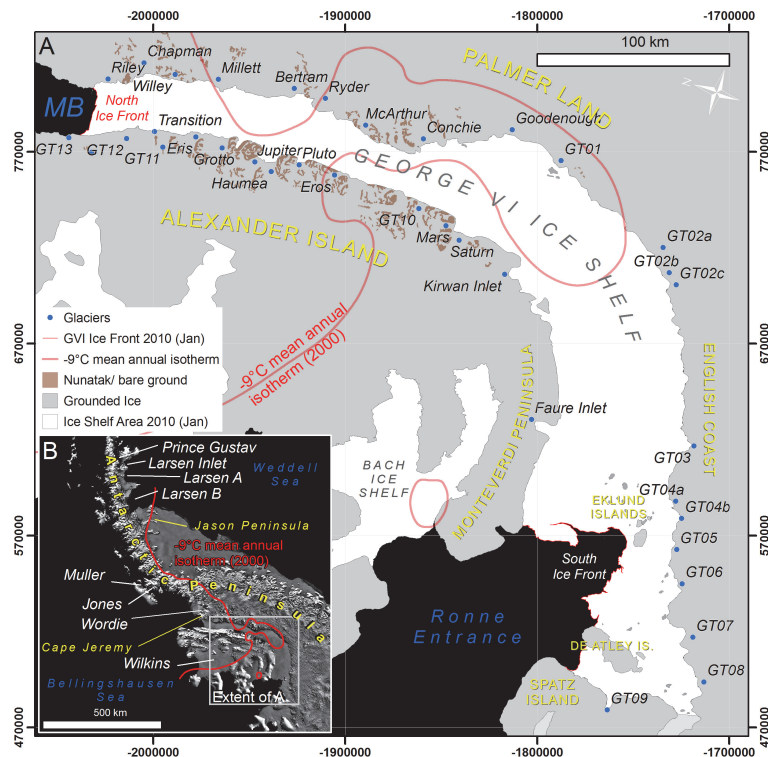 -2000000
-1900000
-1800000
-1700000
A
Chapman
100 km
Riley
Millett
PALMER LAND
N
Willey
Bertram
Ryder
MB
North
Ice Front
McArthur
Goodenough
Transition
Conchie
GT13
GT12
GT11
Eris
Grotto
Jupiter
Pluto
GT01
770000
770000
GEORGE VI ICE SHELF
Haumea
Eros
ALEXANDER ISLAND
GT10
Mars
Saturn
GT02a
GT02b
GT02c
Kirwan Inlet
Glaciers
GVI Ice Front 2010 (Jan)
-9°C mean annual isotherm
Nunatak/ bare ground
Grounded Ice
Ice Shelf Area 2010 (Jan)
-9°C mean annual
isotherm (2000)
670000
670000
ENGLISH COAST
MONTEVERDI PENINSULA
Faure Inlet
GT03
BACH
ICE
SHELF
GT04a
EKLUND
ISLANDS
GT04b
570000
GT05
570000
South
Ice Front
GT06
Ronne
Entrance
GT07
DE ATLEY IS.
GT08
SPATZ
ISLAND
GT09
470000
470000
B
Prince Gustav
Larsen Inlet
Weddell
Sea
Larsen A
Larsen B
Antarctic Peninsula
Jason Peninsula
-9°C mean annual
isotherm (2000)
Muller
Jones
Wordie
Cape Jeremy
Wilkins
Bellingshausen
Sea
Extent of A
500 km
-2000000
-1900000
-1800000
-1700000